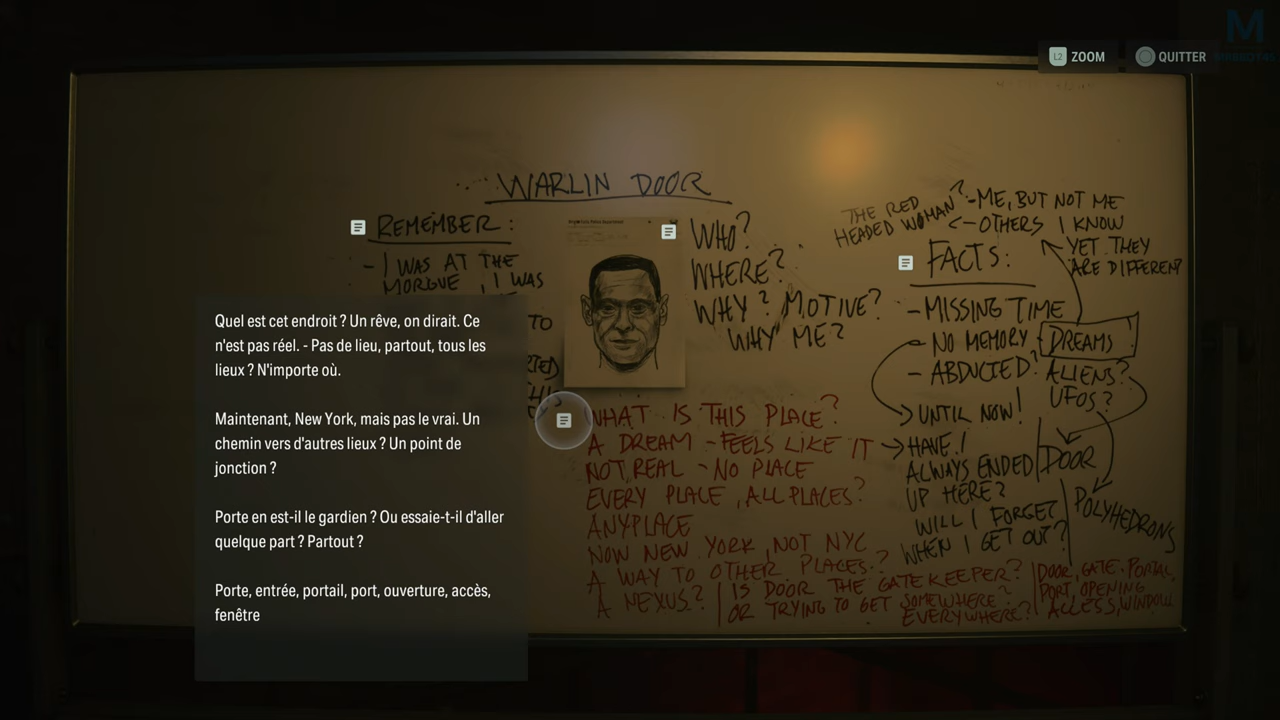 M
L2 ZOOM
QUITTER
WARLIN DOOR
REMEMBER:
- I WAS AT THE
MORGUE, I WAS
TO
THIS
WHO?
WHERE?
WHY? MOTIVE?
WHY ME?
THE RED
HEADED WOMAN?
- ME, BUT NOT ME
<- OTHERS I KNOW
YET THEY
ARE DIFFERENT
FACTS:
- MISSING TIME
- NO MEMORY
DREAMS
- ABDUCTED?
ALIENS?
UFOS?
UNTIL NOW!
HAVE I
ALWAYS ENDED
UP HERE?
WILL I FORGET
WHEN I GET OUT?
DOOR
POLYHEDRONS
WHAT IS THIS PLACE?
A DREAM - FEELS LIKE IT
NOT REAL - NO PLACE
EVERY PLACE, ALL PLACES?
ANYPLACE
NOW NEW YORK, NOT NYC
A WAY TO OTHER PLACES?
A NEXUS?
IS DOOR THE GATEKEEPER?
OR TRYING TO GET SOMEWHERE?
EVERYWHERE?
DOOR, GATE, PORTAL,
PORT, OPENING
ACCESS, WINDOW
Quel est cet endroit ? Un rêve, on dirait. Ce
n'est pas réel. - Pas de lieu, partout, tous les
lieux ? N'importe où.
Maintenant, New York, mais pas le vrai. Un
chemin vers d'autres lieux ? Un point de
jonction ?
Porte en est-il le gardien ? Ou essaie-t-il d'aller
quelque part ? Partout ?
Porte, entrée, portail, port, ouverture, accès,
fenêtre